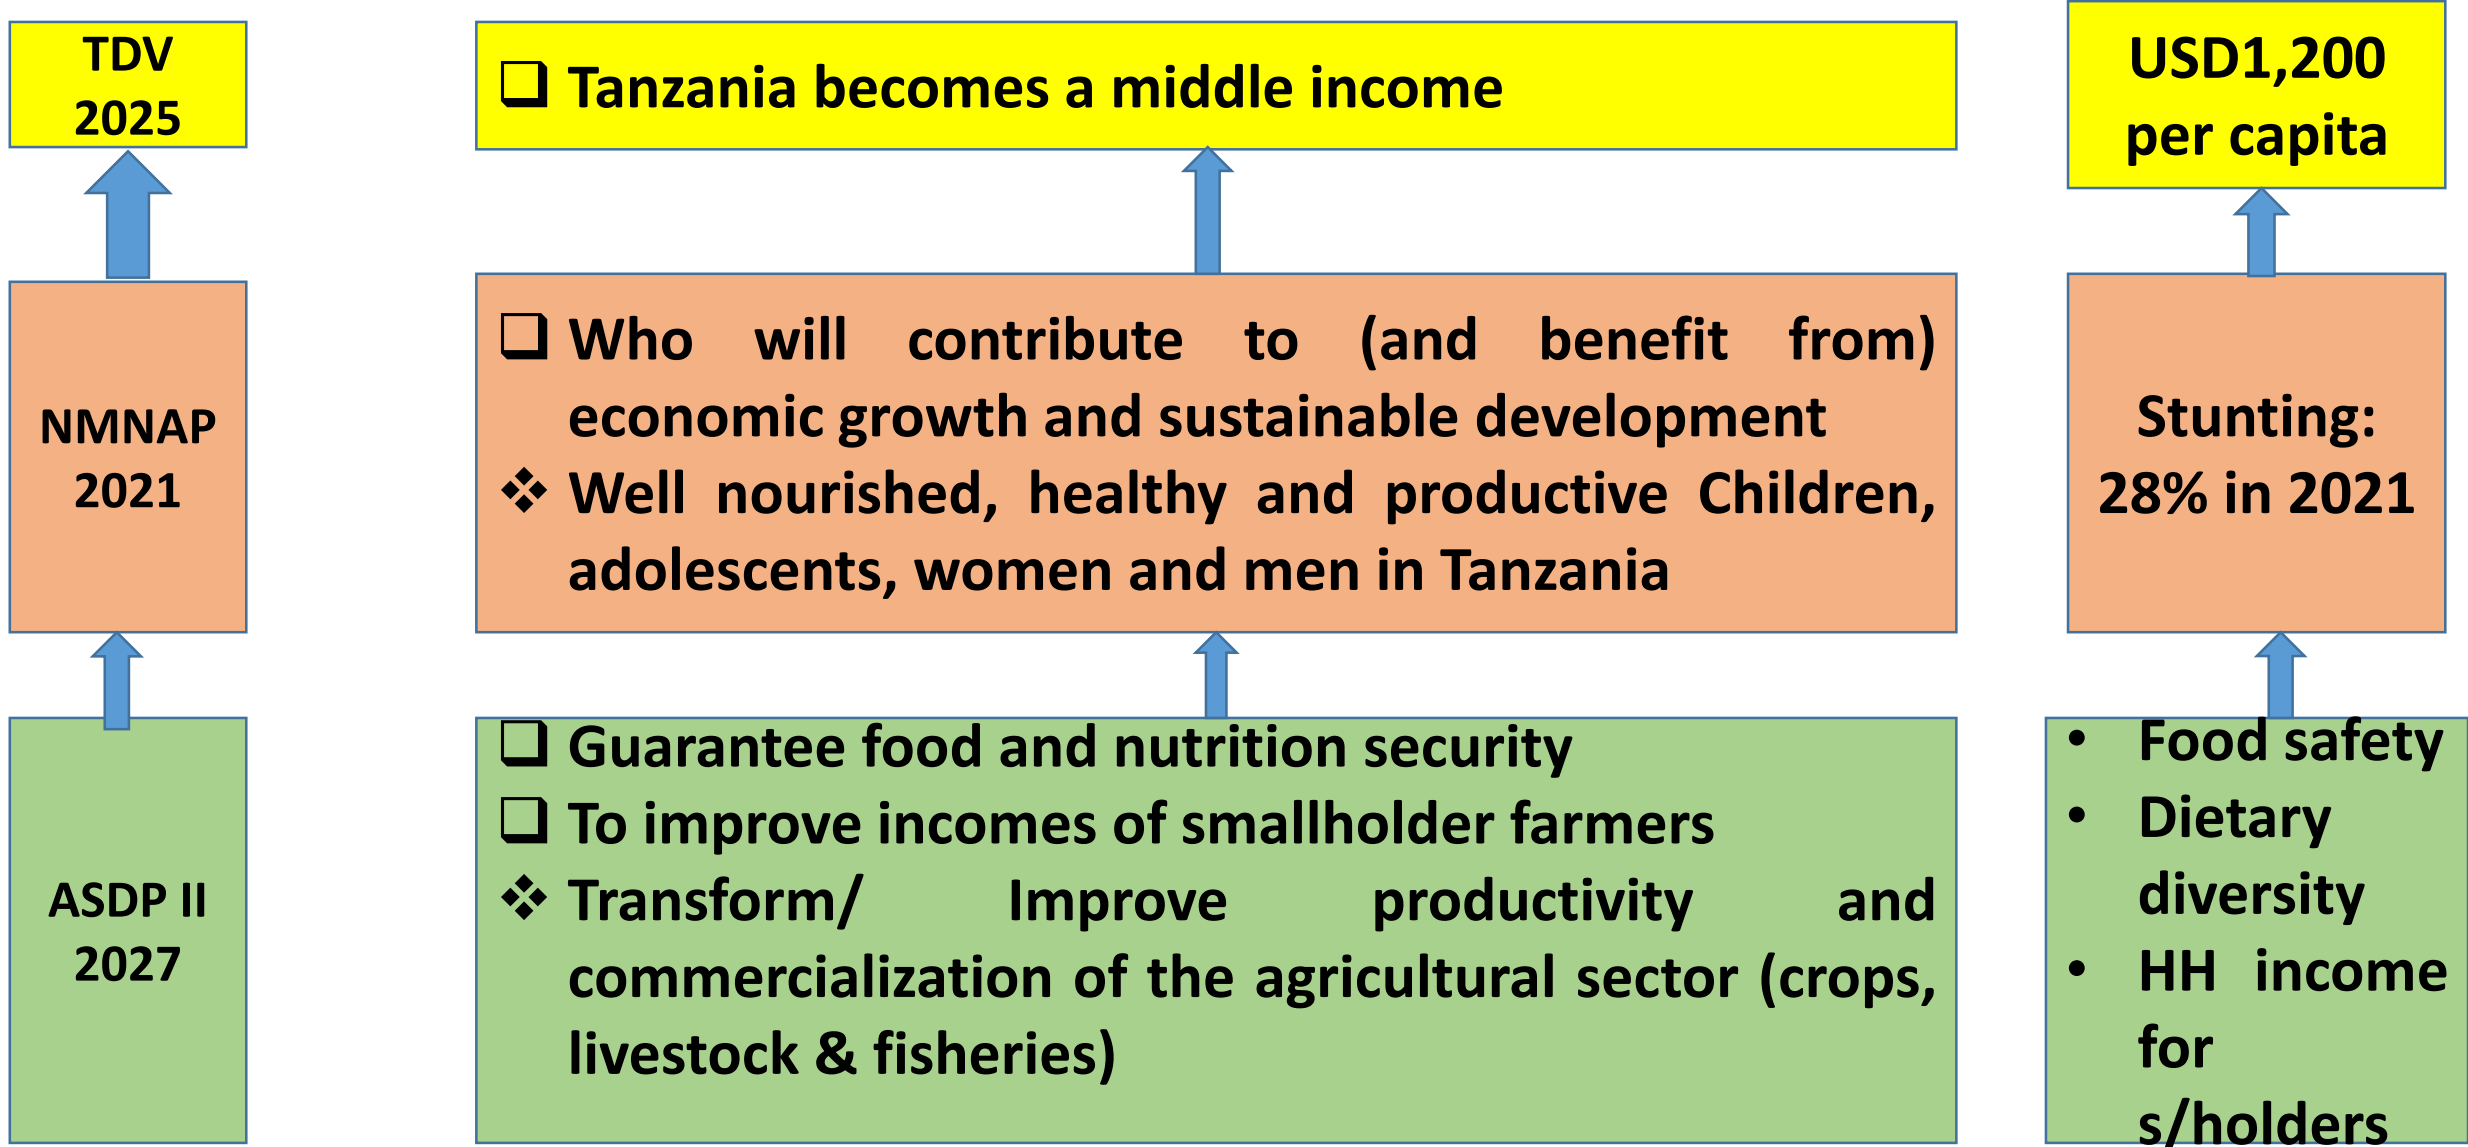 TDV
2025
❑ Tanzania becomes a middle income
USD1,200
per capita
NMNAP
2021
❑ Who will contribute to (and benefit from)
economic growth and sustainable development
❖ Well nourished, healthy and productive Children,
adolescents, women and men in Tanzania
Stunting:
28% in 2021
ASDP II
2027
❑ Guarantee food and nutrition security
❑ To improve incomes of smallholder farmers
❖ Transform/ Improve productivity and
commercialization of the agricultural sector (crops,
livestock & fisheries)
• Food safety
• Dietary
diversity
• HH income
for
s/holders